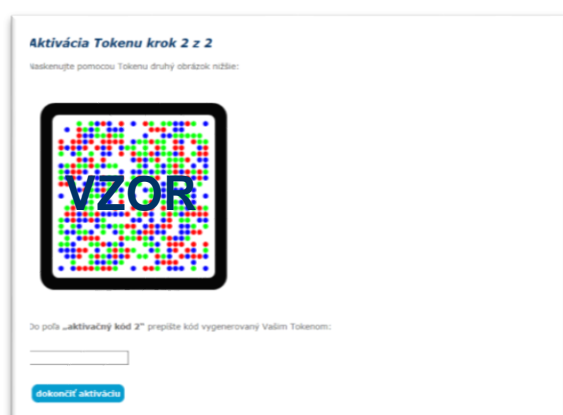 Aktivácia Tokenu krok 2 z 2
Naskenujte pomocou Tokenu druhý obrázok nižšie:
VZOR
Do poľa „aktivačný kód 2" prepíšte kód vygenerovaný Vašim Tokenom:
dokončiť aktiváciu